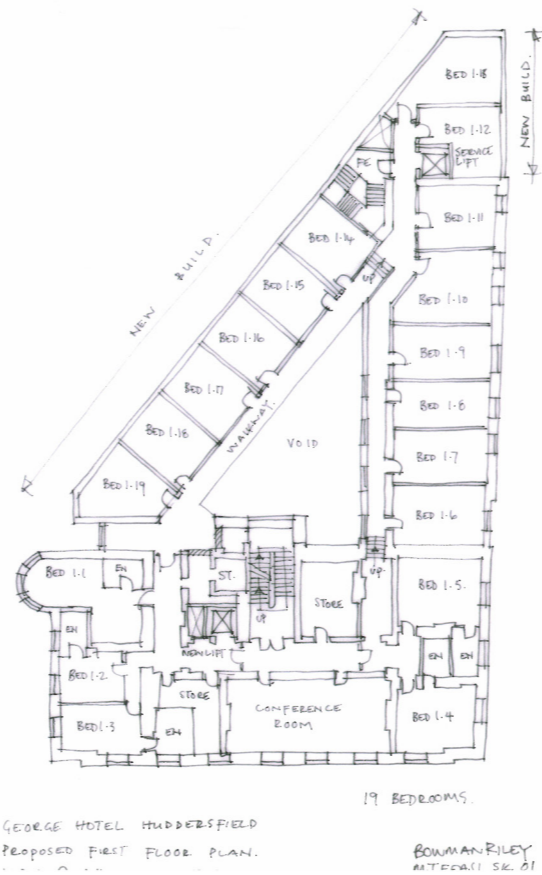 BED 1.18
NEW BUILD.
BED 1.12
SERVICE
LIFT
FE
BED 1.11
BED 1.14
UP
NEW BUILD.
BED 1.15
BED 1.10
BED 1.16
BED 1.9
BED 1.17
BED 1.8
WALKWAY.
VOID
BED 1.18
BED 1.7
BED 1.19
BED 1.6
BED 1.1
EN
ST.
UP
BED 1.5
STORE
EN
UP
NEW LIFT
EN
EN
BED 1.2
STORE
CONFERENCE
ROOM
BED 1.3
EN
BED 1.4
19 BEDROOMS.
GEORGE HOTEL HUDDERSFIELD
PROPOSED FIRST FLOOR PLAN.
BOWMANRILEY
SK 01